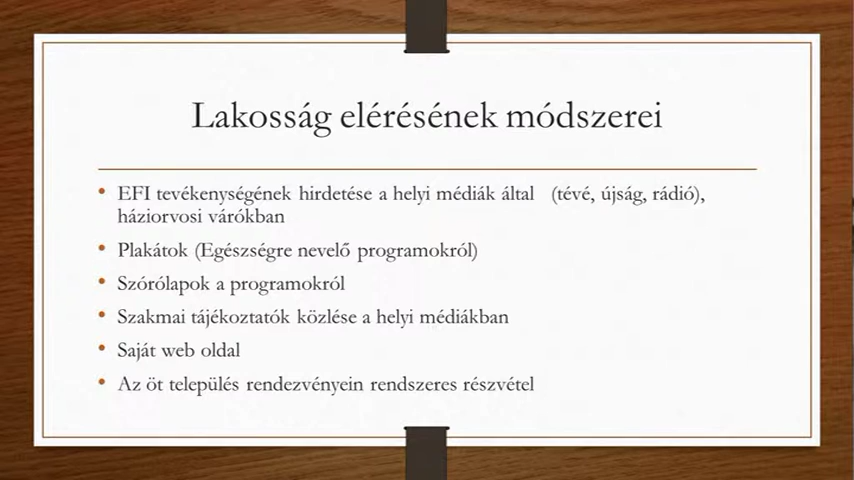 Lakosság elérésének módszerei
• EFI tevékenységének hirdetése a helyi médiák által (tévé, újság, rádió),
háziorvosi várókban
• Plakátok (Egészségre nevelő programokról)
• Szórólapok a programokról
• Szakmai tájékoztatók közlése a helyi médiákban
• Saját web oldal
• Az öt település rendezvényein rendszeres részvétel